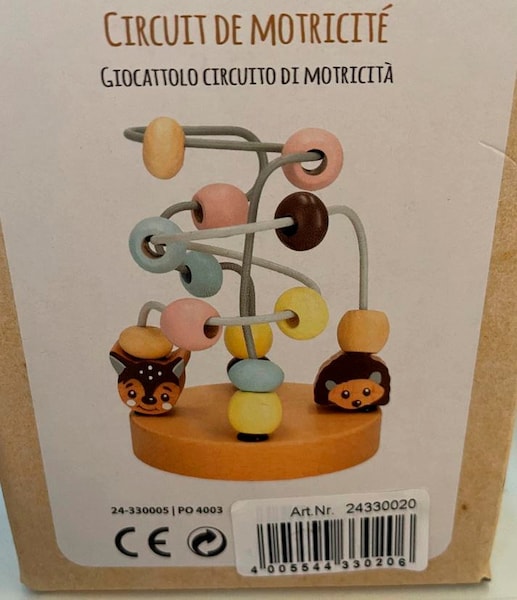 CIRCUIT DE MOTRICITÉ
GIOCATTOLO CIRCUITO DI MOTRICITÀ
24-330005 | PO 4003
Art.Nr. 24330020
CE
4 005544 330206